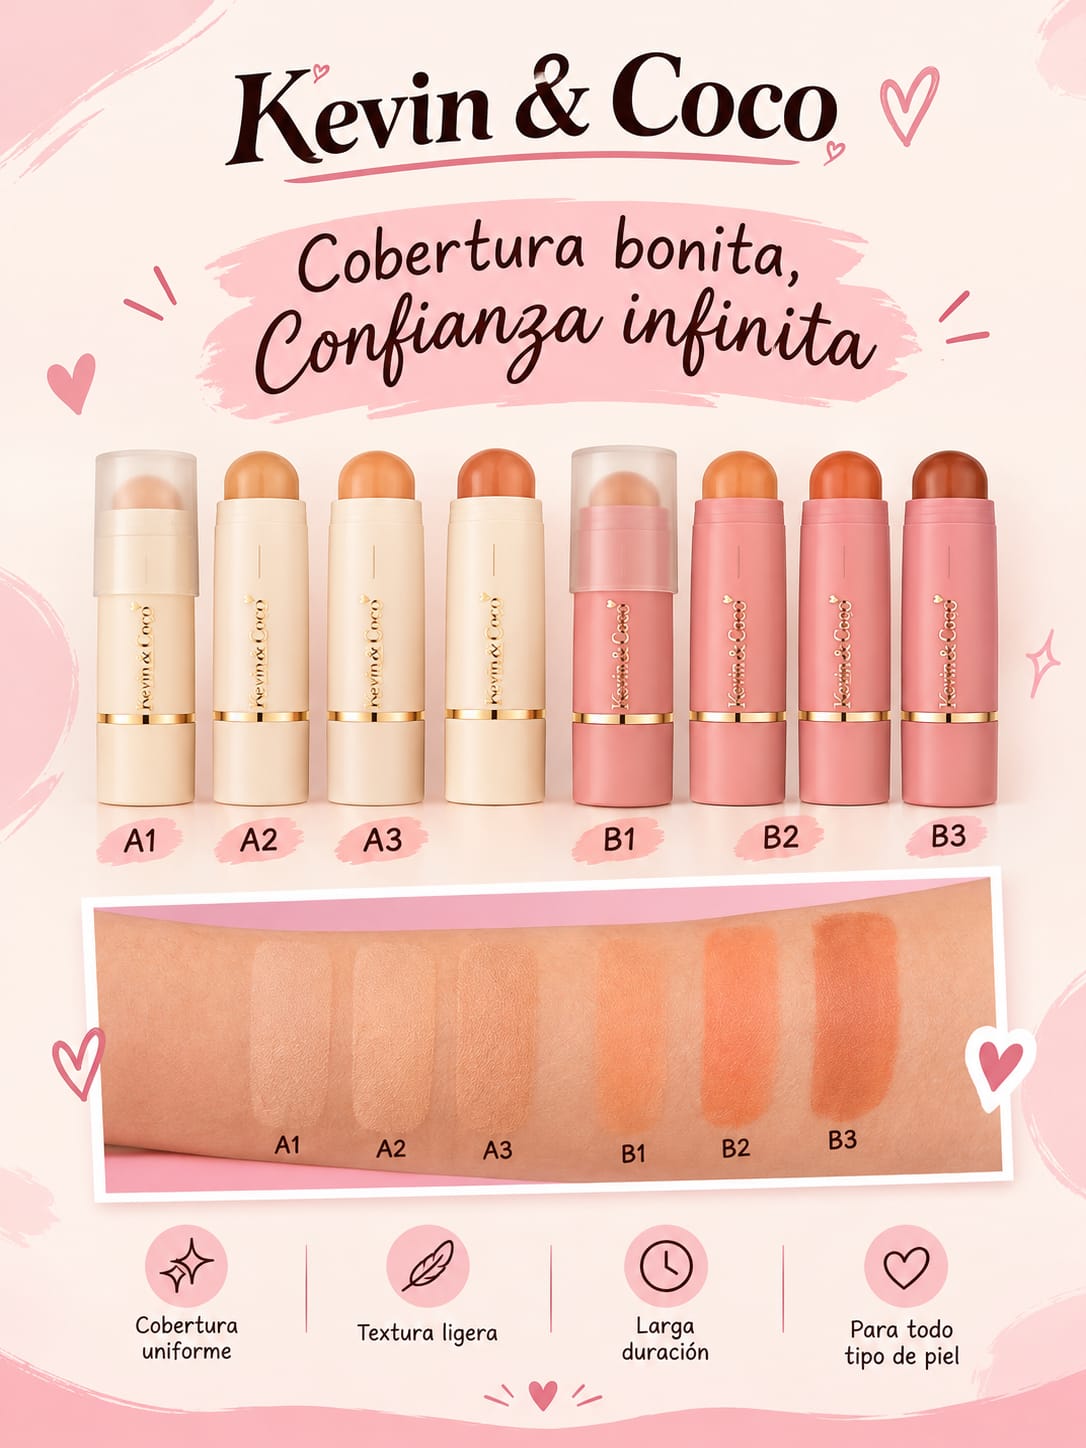 Kevin & Coco
Cobertura bonita,
Confianza infinita
Kevin & Coco
Kevin & Coco
Kevin & Coco
Kevin & Coco
Kevin & Coco
Kevin & Coco
Kevin & Coco
Kevin & Coco
A1
A2
A3
B1
B2
B3
A1
A2
A3
B1
B2
B3
Cobertura
uniforme
Textura ligera
Larga
duración
Para todo
tipo de piel